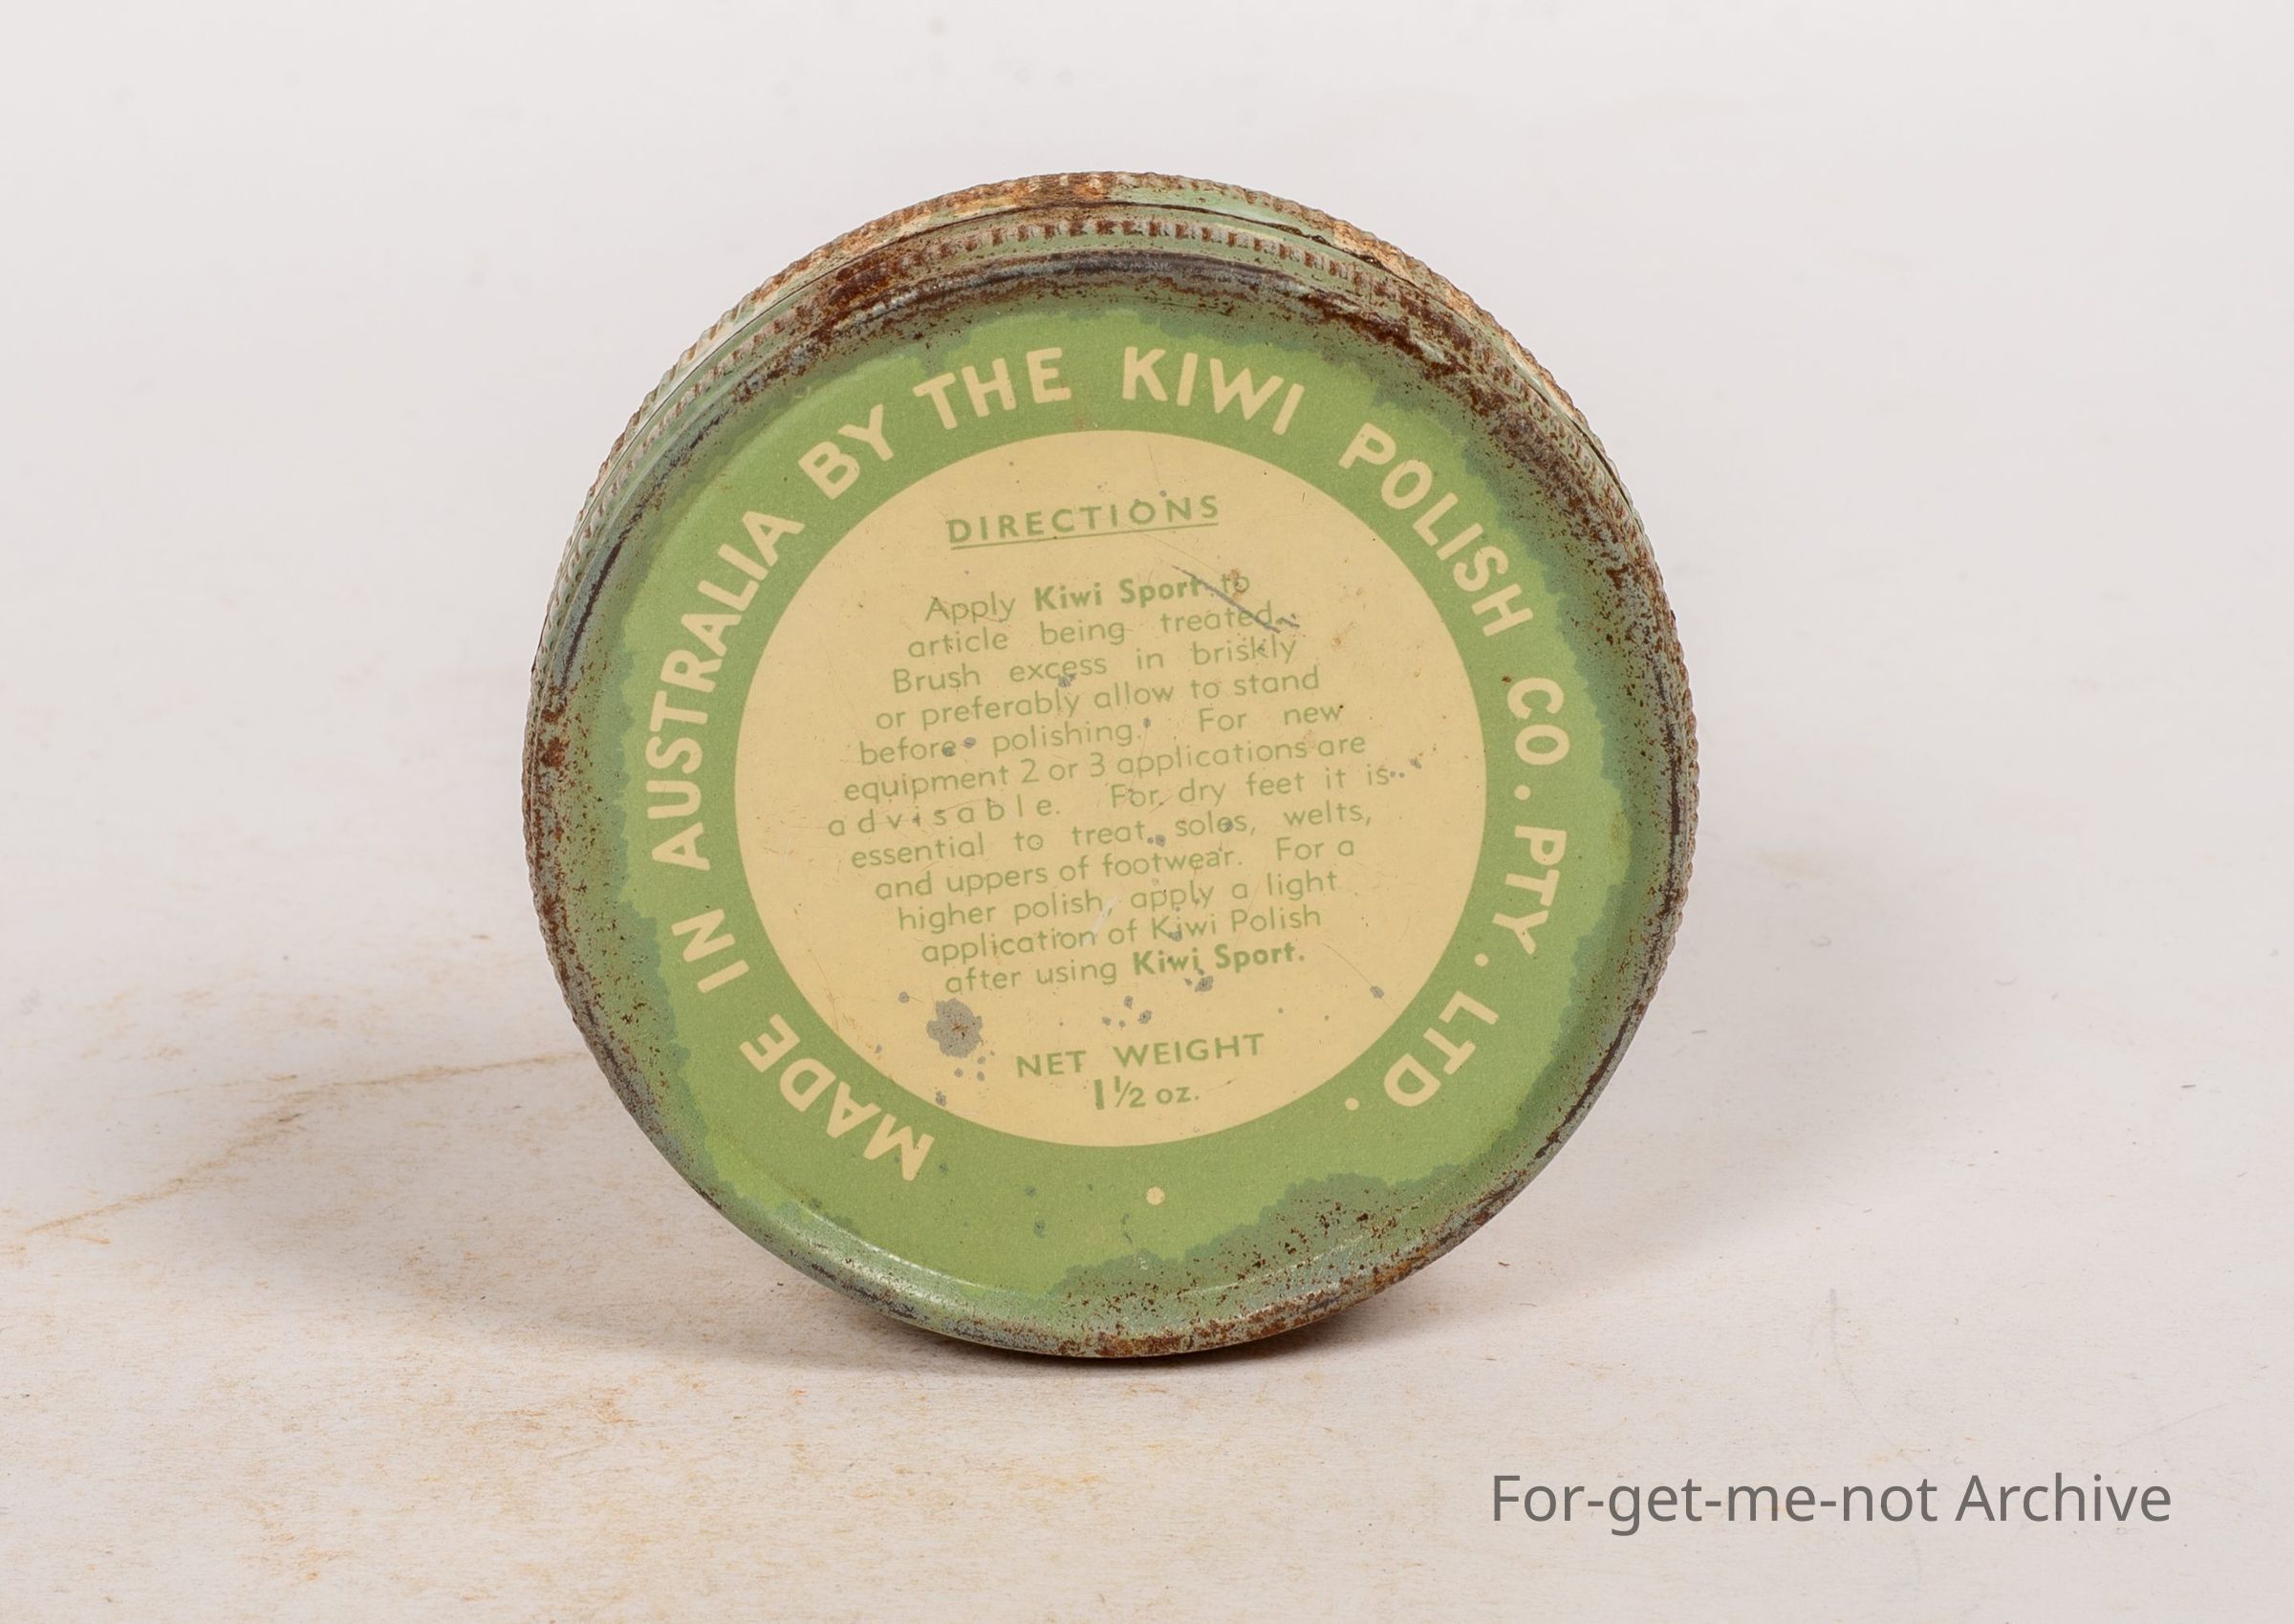 MADE IN AUSTRALIA BY THE KIWI POLISH CO. PTY. LTD.
DIRECTIONS
Apply Kiwi Sport to
article being treated.
Brush excess in briskly
or preferably allow to stand
before polishing. For new
equipment 2 or 3 applications are
advisable. For dry feet it is
essential to treat soles, welts,
and uppers of footwear. For a
higher polish, apply a light
application of Kiwi Polish
after using Kiwi Sport.
NET WEIGHT
1½ oz.
For-get-me-not Archive